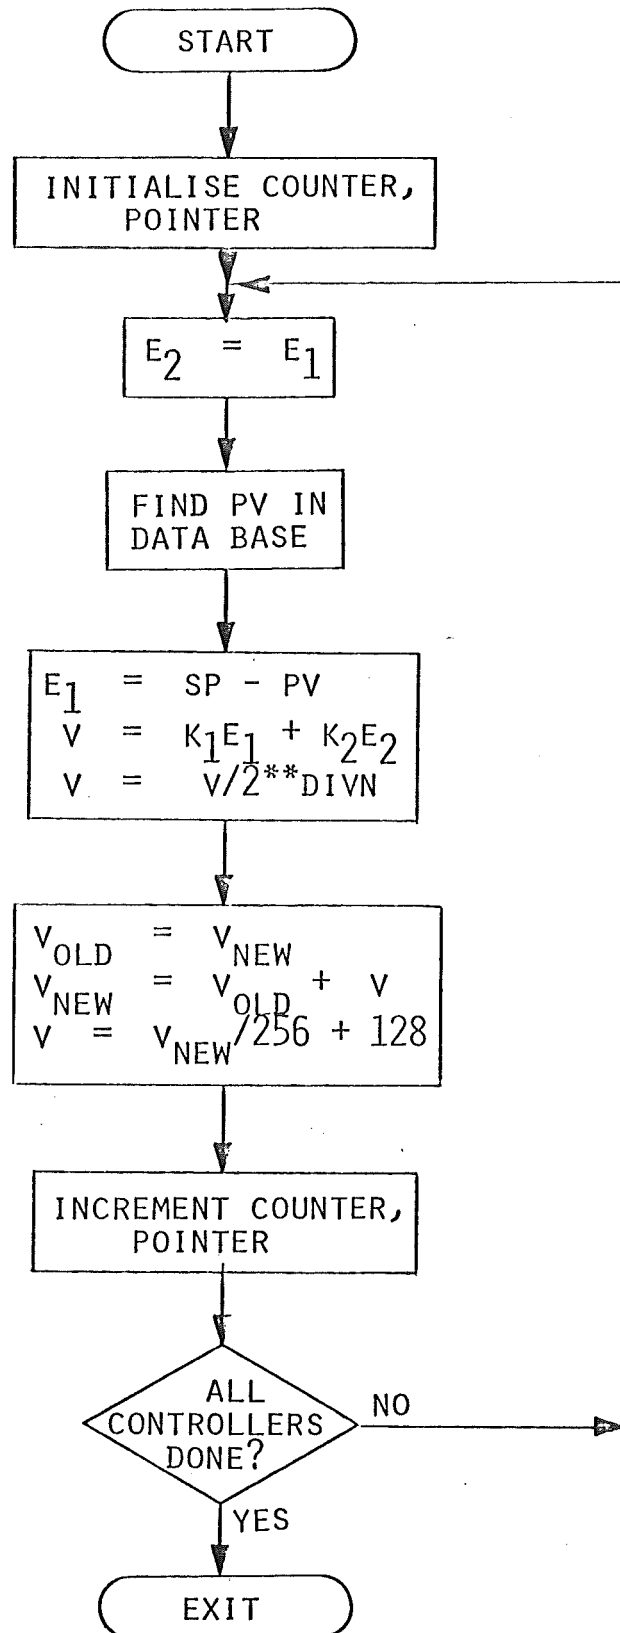 START
INITIALISE COUNTER,
POINTER
E2 = E1
FIND PV IN
DATA BASE
E1 = SP - PV
V = K1E1 + K2E2
V = V/2**DIVN
VOLD = VNEW
VNEW = VOLD + V
V = VNEW/256 + 128
INCREMENT COUNTER,
POINTER
ALL
CONTROLLERS
DONE?
NO
YES
EXIT